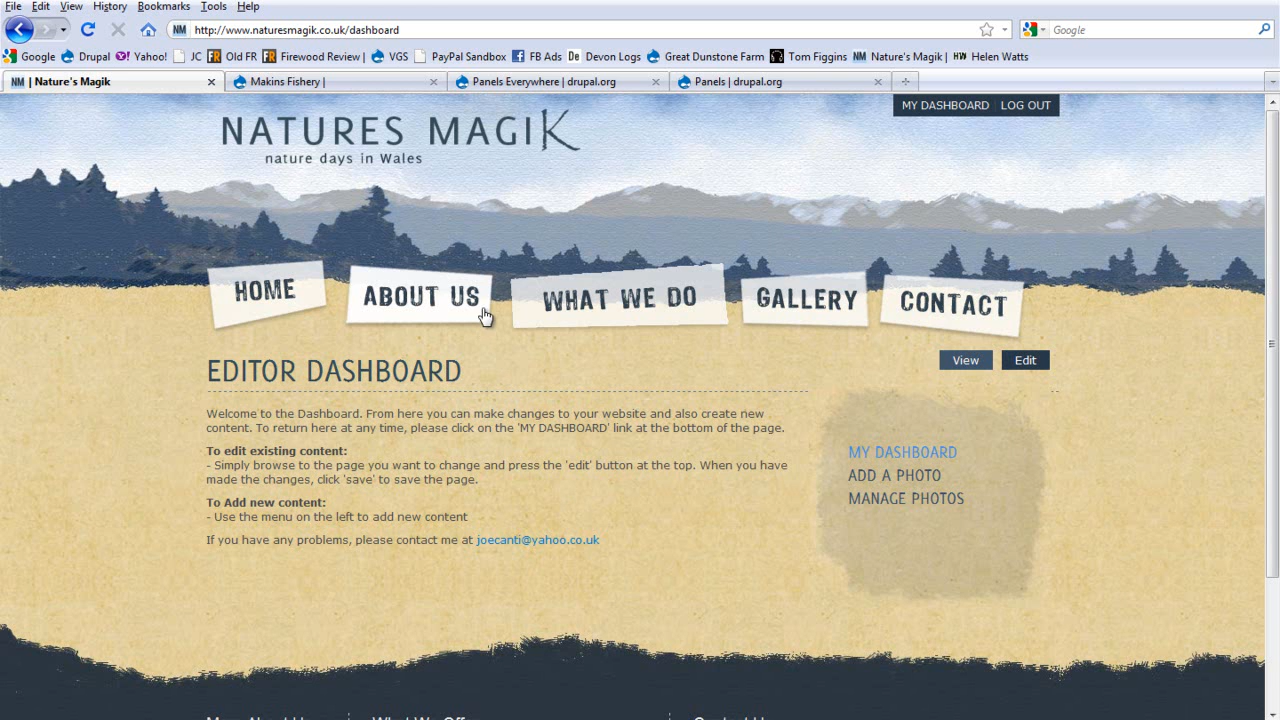 File Edit View History Bookmarks Tools Help
NM http://www.naturesmagik.co.uk/dashboard
Google
Google Drupal Yahoo! JC FR Old FR FR Firewood Review | VGS PayPal Sandbox FB Ads De Devon Logs Great Dunstone Farm Tom Figgins NM Nature's Magik | HW Helen Watts
NM | Nature's Magik
Makins Fishery |
Panels Everywhere | drupal.org
Panels | drupal.org
MY DASHBOARD LOG OUT
NATURES MAGIK
nature days in Wales
HOME ABOUT US WHAT WE DO GALLERY CONTACT
View Edit
EDITOR DASHBOARD
Welcome to the Dashboard. From here you can make changes to your website and also create new
content. To return here at any time, please click on the 'MY DASHBOARD' link at the bottom of the page.
To edit existing content:
- Simply browse to the page you want to change and press the 'edit' button at the top. When you have
made the changes, click 'save' to save the page.
To Add new content:
- Use the menu on the left to add new content
If you have any problems, please contact me at joecanti@yahoo.co.uk
MY DASHBOARD
ADD A PHOTO
MANAGE PHOTOS